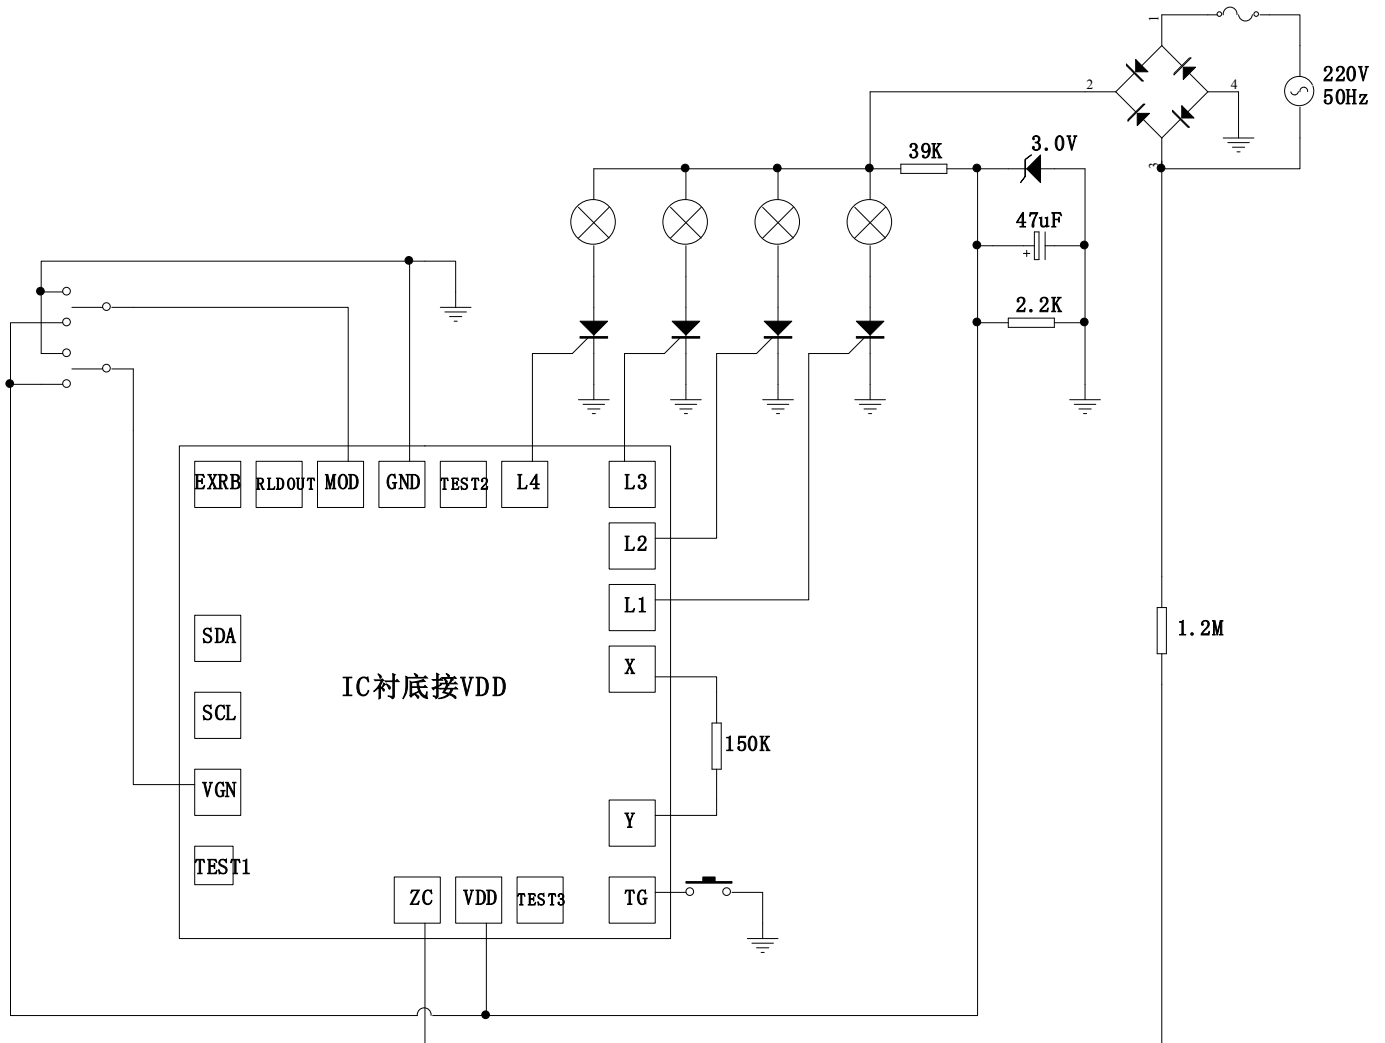 1
220V
50Hz
2
4
3
39K
3.0V
47uF
+
2.2K
EXRB
RLDOUT
MOD
GND
TEST2
L4
L3
L2
L1
SDA
X
1.2M
IC衬底接VDD
SCL
150K
VGN
Y
TEST1
ZC
VDD
TEST3
TG